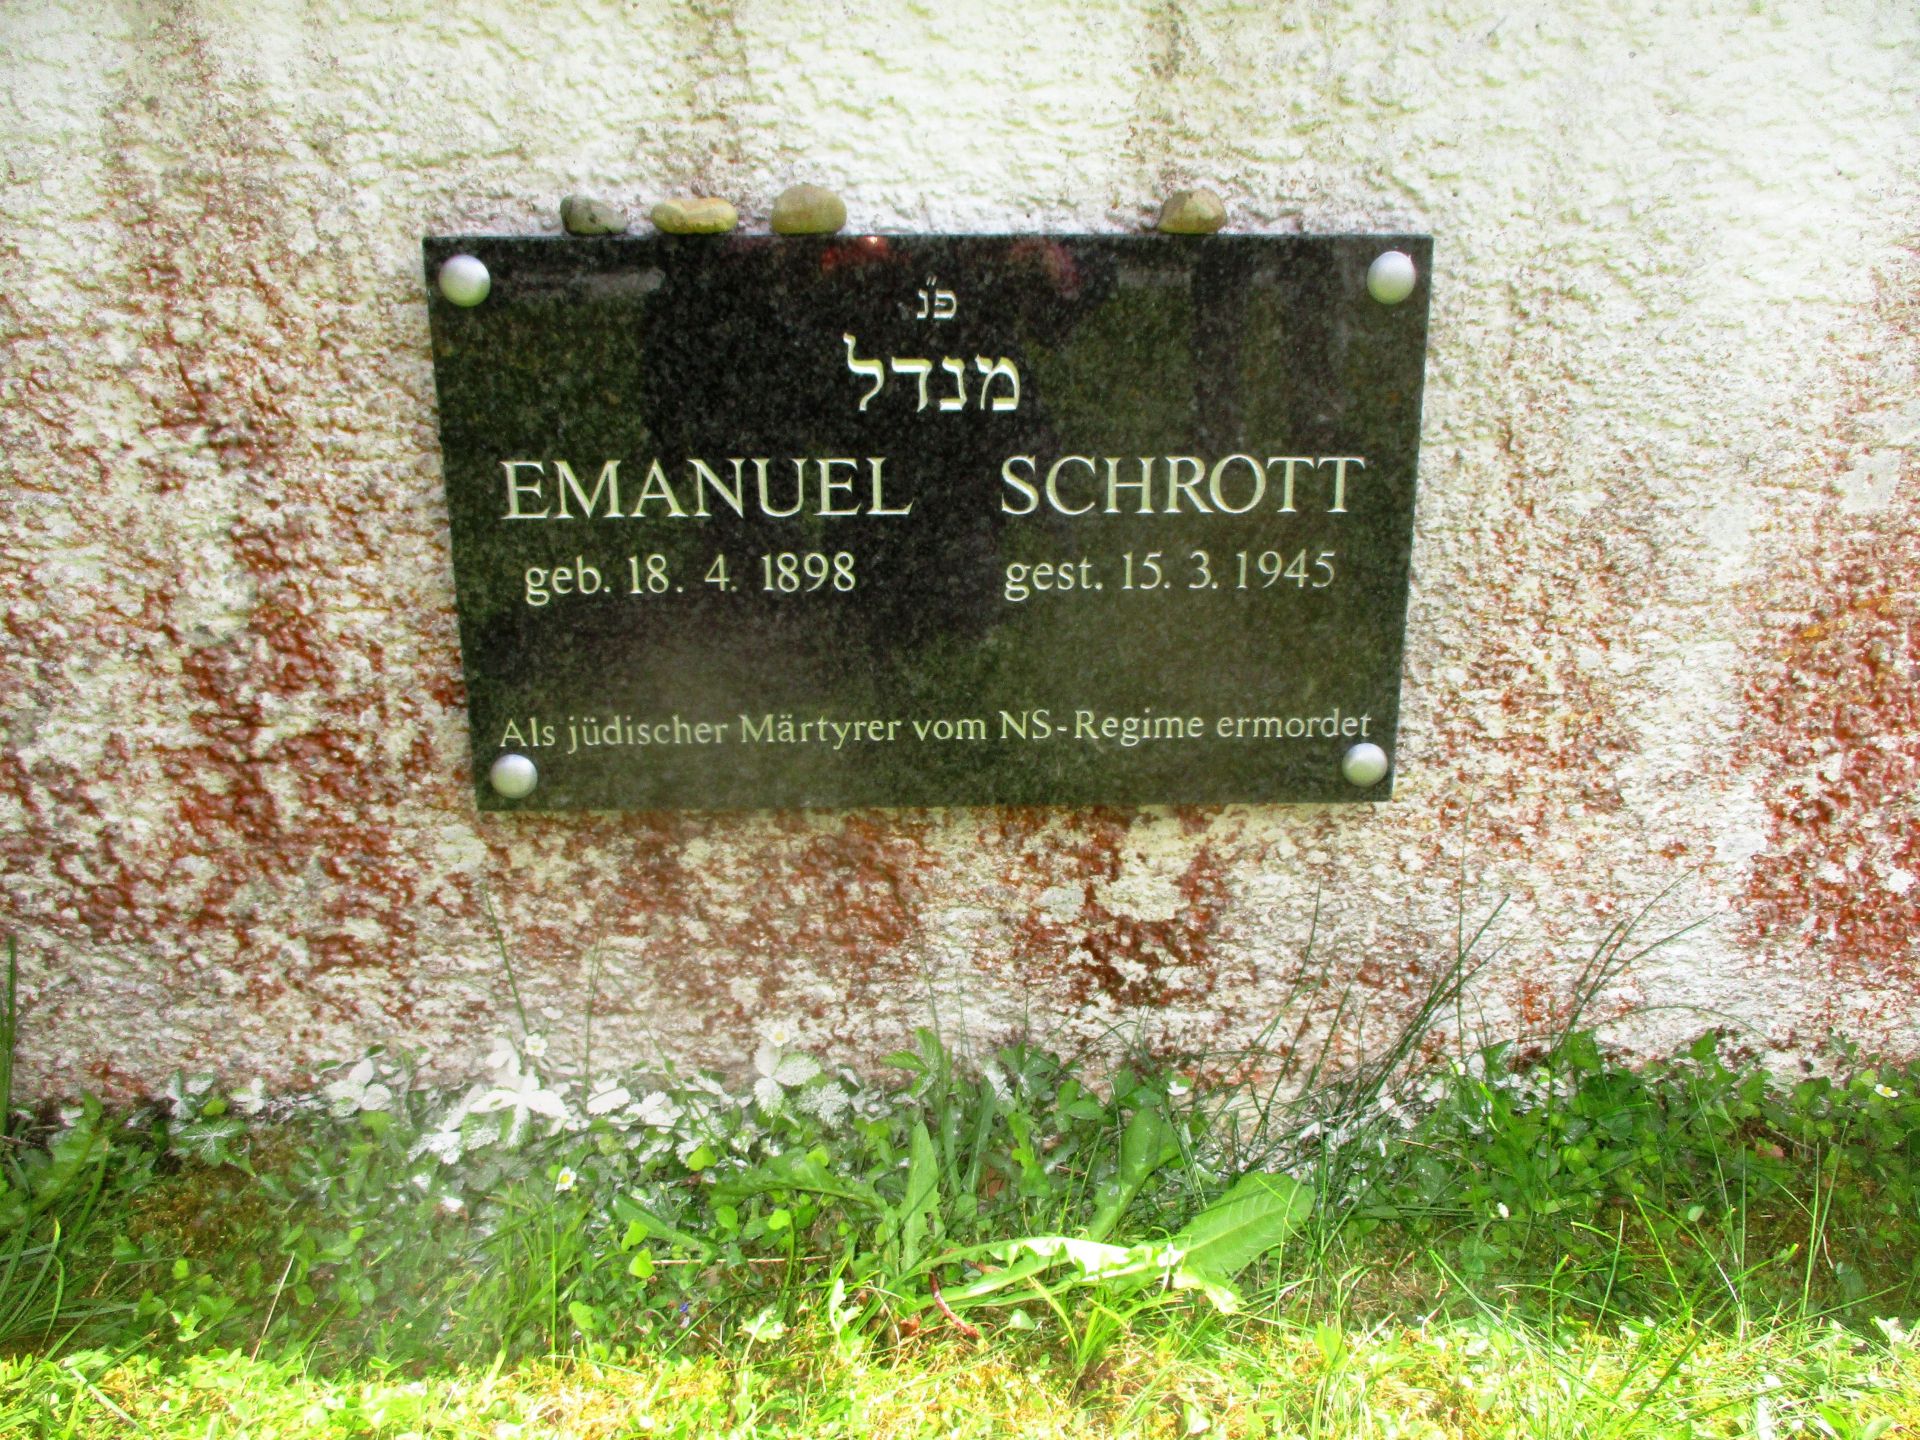 פ"נ
מנדל
EMANUEL SCHROTT
geb. 18. 4. 1898 gest. 15. 3. 1945
Als jüdischer Märtyrer vom NS-Regime ermordet